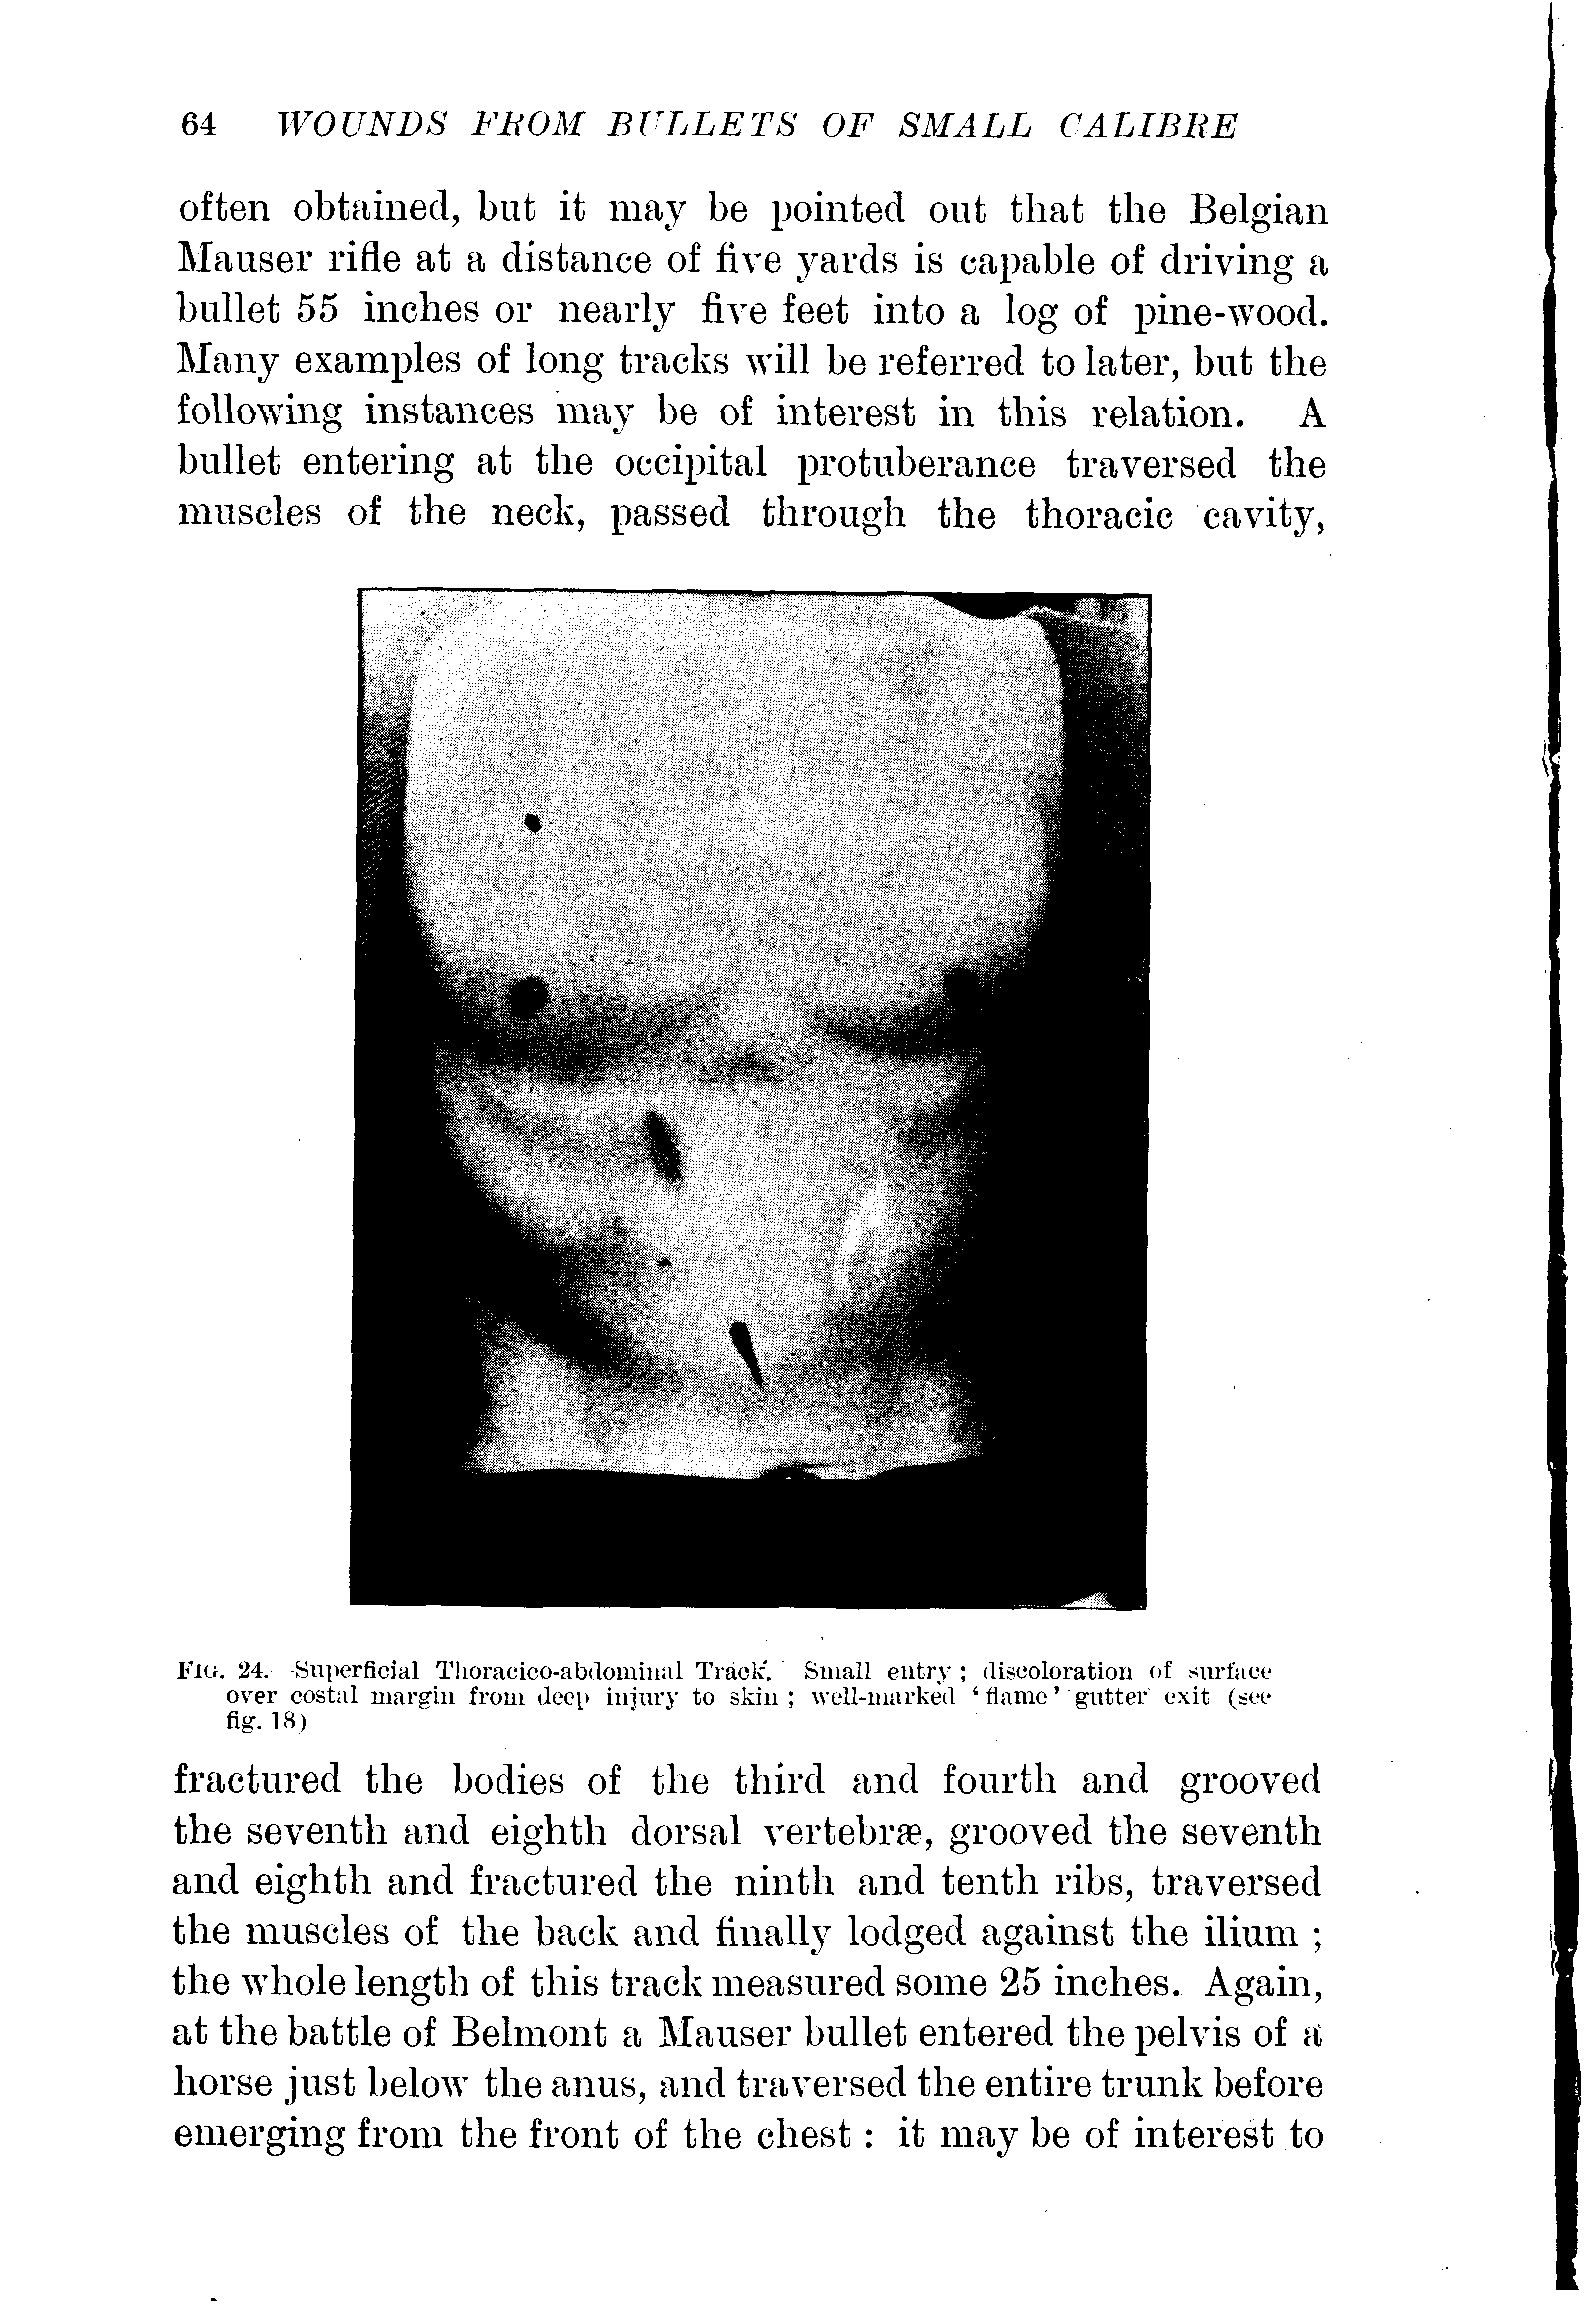 64 WOUNDS FROM BULLETS OF SMALL CALIBRE
often obtained, but it may be pointed out that the Belgian
Mauser rifle at a distance of five yards is capable of driving a
bullet 55 inches or nearly five feet into a log of pine-wood.
Many examples of long tracks will be referred to later, but the
following instances may be of interest in this relation. A
bullet entering at the occipital protuberance traversed the
muscles of the neck, passed through the thoracic cavity,
FIG. 24.—Superficial Thoracico-abdominal Track. Small entry; discoloration of surface
over costal margin from deep injury to skin; well-marked ‘flame’ gutter exit (see
fig. 18)
fractured the bodies of the third and fourth and grooved
the seventh and eighth dorsal vertebræ, grooved the seventh
and eighth and fractured the ninth and tenth ribs, traversed
the muscles of the back and finally lodged against the ilium;
the whole length of this track measured some 25 inches. Again,
at the battle of Belmont a Mauser bullet entered the pelvis of a
horse just below the anus, and traversed the entire trunk before
emerging from the front of the chest: it may be of interest to